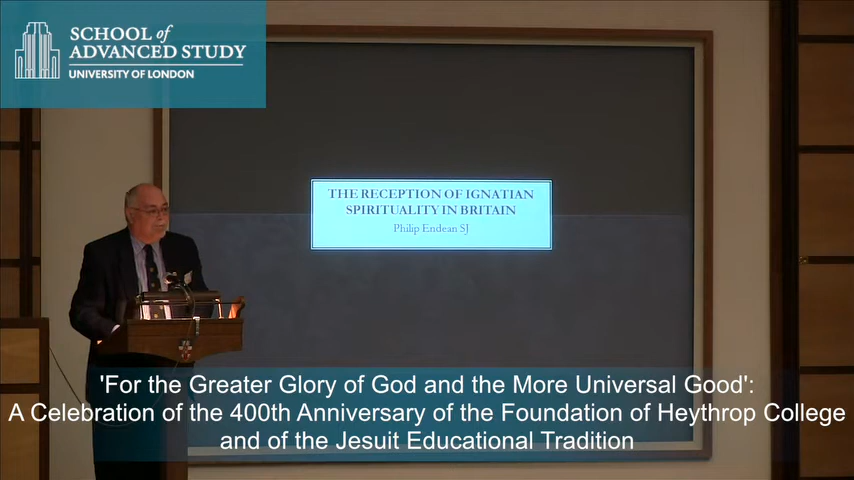 SCHOOL of
ADVANCED STUDY
UNIVERSITY OF LONDON
THE RECEPTION OF IGNATIAN
SPIRITUALITY IN BRITAIN
Philip Endean SJ
'For the Greater Glory of God and the More Universal Good':
A Celebration of the 400th Anniversary of the Foundation of Heythrop College
and of the Jesuit Educational Tradition